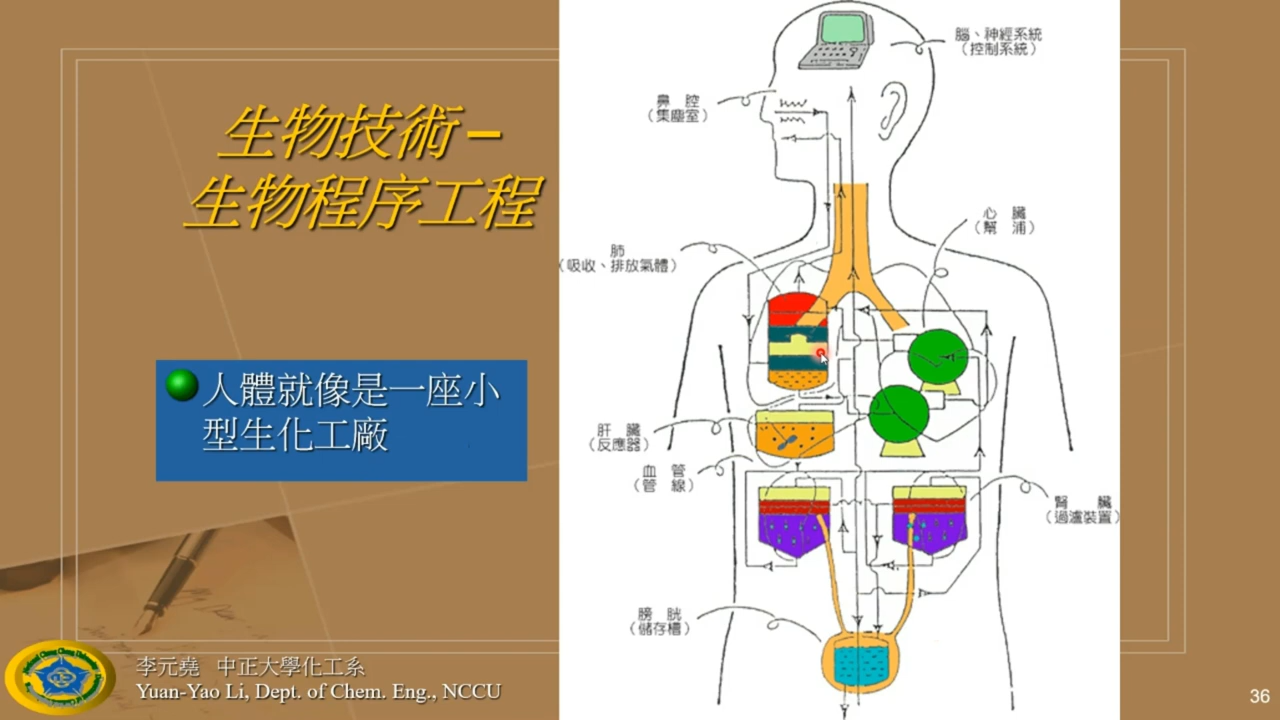 生物技術–
生物程序工程
人體就像是一座小
型生化工廠
腦、神經系統
（控制系統）
鼻 腔
（集塵室）
心 臟
（幫 浦）
肺
（吸收、排放氣體）
肝 臟
（反應器）
血 管
（管 線）
腎 臟
（過濾裝置）
膀 胱
（儲存槽）
李元堯 中正大學化工系
Yuan-Yao Li, Dept. of Chem. Eng., NCCU
36